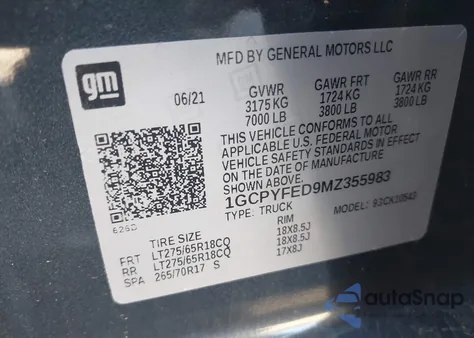 MFD BY GENERAL MOTORS LLC
gm
06/21 GVWR GAWR FRT GAWR RR
3175 KG 1724 KG 1724 KG
7000 LB 3800 LB 3800 LB
THIS VEHICLE CONFORMS TO ALL
APPLICABLE U.S. FEDERAL MOTOR
VEHICLE SAFETY STANDARDS IN EFFECT
ON THE DATE OF MANUFACTURE
1GCPYFED9MZ355983
TYPE: TRUCK MODEL:
TIRE SIZE RIM
FRT LT275/65R18CQ 18X8.5J
RR LT275/65R18CQ 18X8.5J
SPA 265/70R17 S 17X8J
autoSnap